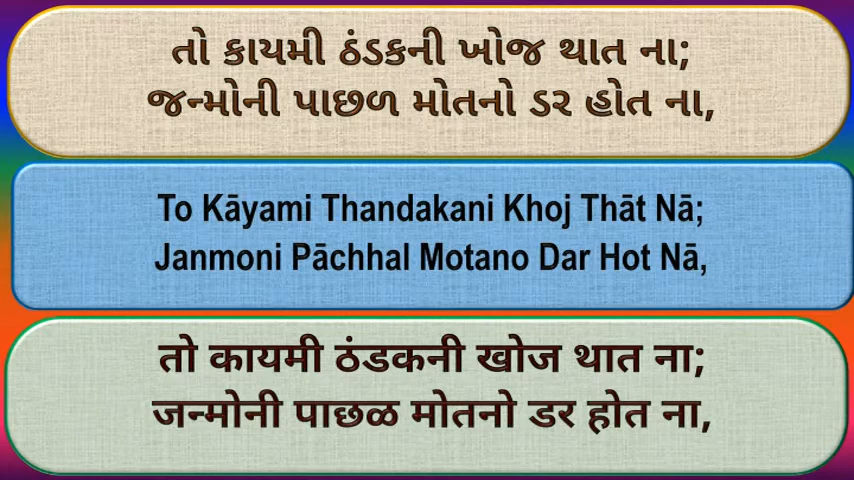 તો કાયમી ઠંડકની ખોજ થાત ના;
જન્મોની પાછળ મોતનો ડર હોત ના,
To Kāyami Thandakani Khoj Thāt Nā;
Janmoni Pāchhal Motano Dar Hot Nā,
तो कायमी ठंडकनी खोज थात ना;
जन्मोनी पाछळ मोतनो डर होत ना,